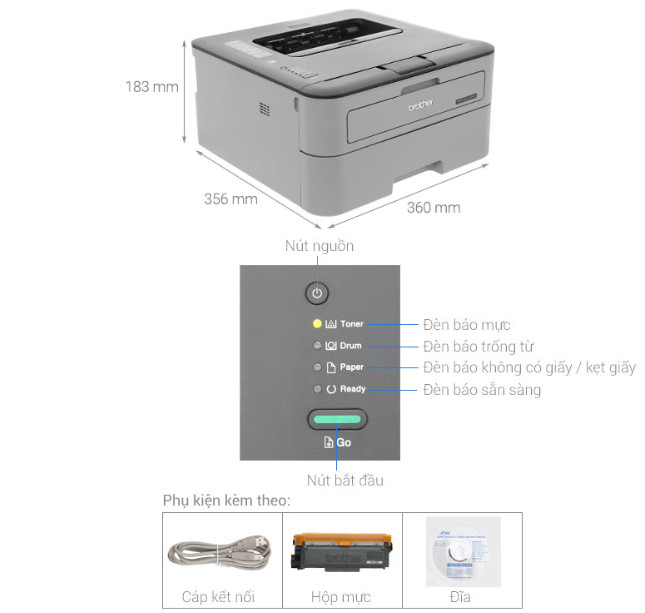 183 mm
brother
356 mm
360 mm
Nút nguồn
Toner
Đèn báo mực
Drum
Đèn báo trống từ
Paper
Đèn báo không có giấy / kẹt giấy
Ready
Đèn báo sẵn sàng
Go
Nút bắt đầu
Phụ kiện kèm theo:
Cáp kết nối
Hộp mực
Đĩa